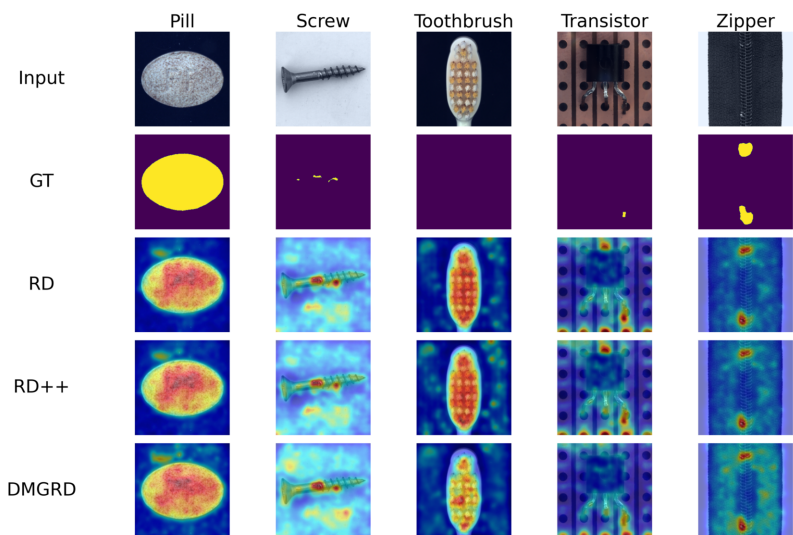 Pill Screw Toothbrush Transistor Zipper
Input
GT
RD
RD++
DMGRD